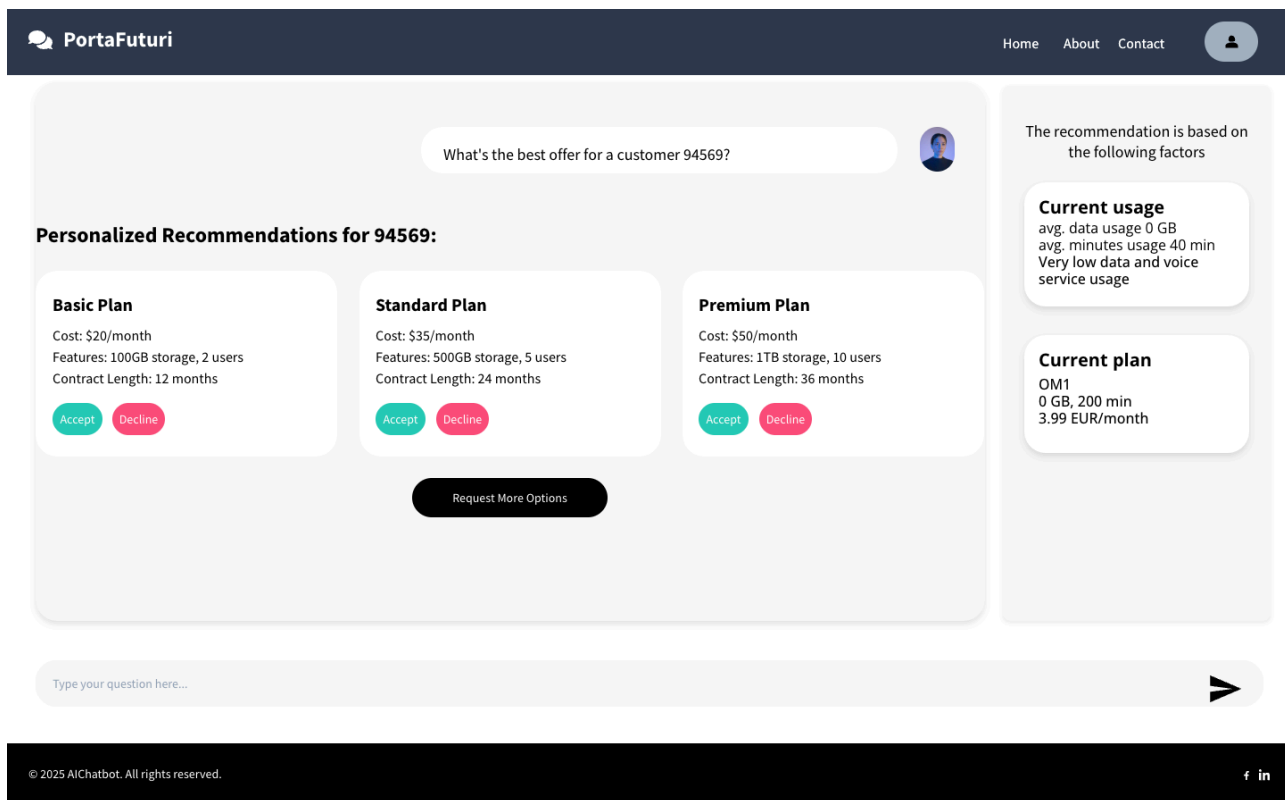 PortaFuturi
Home About Contact
What's the best offer for a customer 94569?
Personalized Recommendations for 94569:
Basic Plan
Cost: $20/month
Features: 100GB storage, 2 users
Contract Length: 12 months
Accept Decline
Standard Plan
Cost: $35/month
Features: 500GB storage, 5 users
Contract Length: 24 months
Accept Decline
Premium Plan
Cost: $50/month
Features: 1TB storage, 10 users
Contract Length: 36 months
Accept Decline
Request More Options
The recommendation is based on
the following factors
Current usage
avg. data usage 0 GB
avg. minutes usage 40 min
Very low data and voice
service usage
Current plan
OM1
0 GB, 200 min
3.99 EUR/month
Type your question here...
© 2025 AIChatbot. All rights reserved.
f in